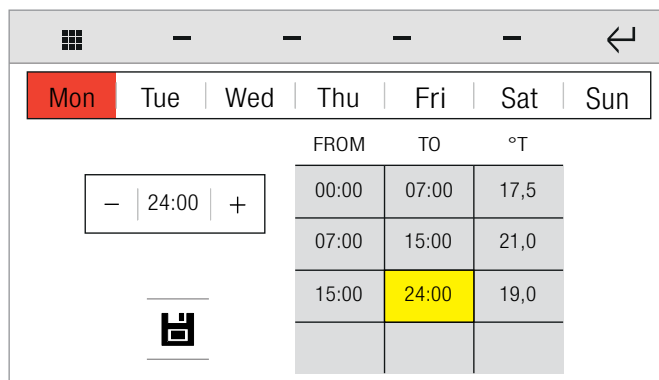 Mon Tue Wed Thu Fri Sat Sun
FROM TO °T
00:00 07:00 17,5
− 24:00 +
07:00 15:00 21,0
15:00 24:00 19,0